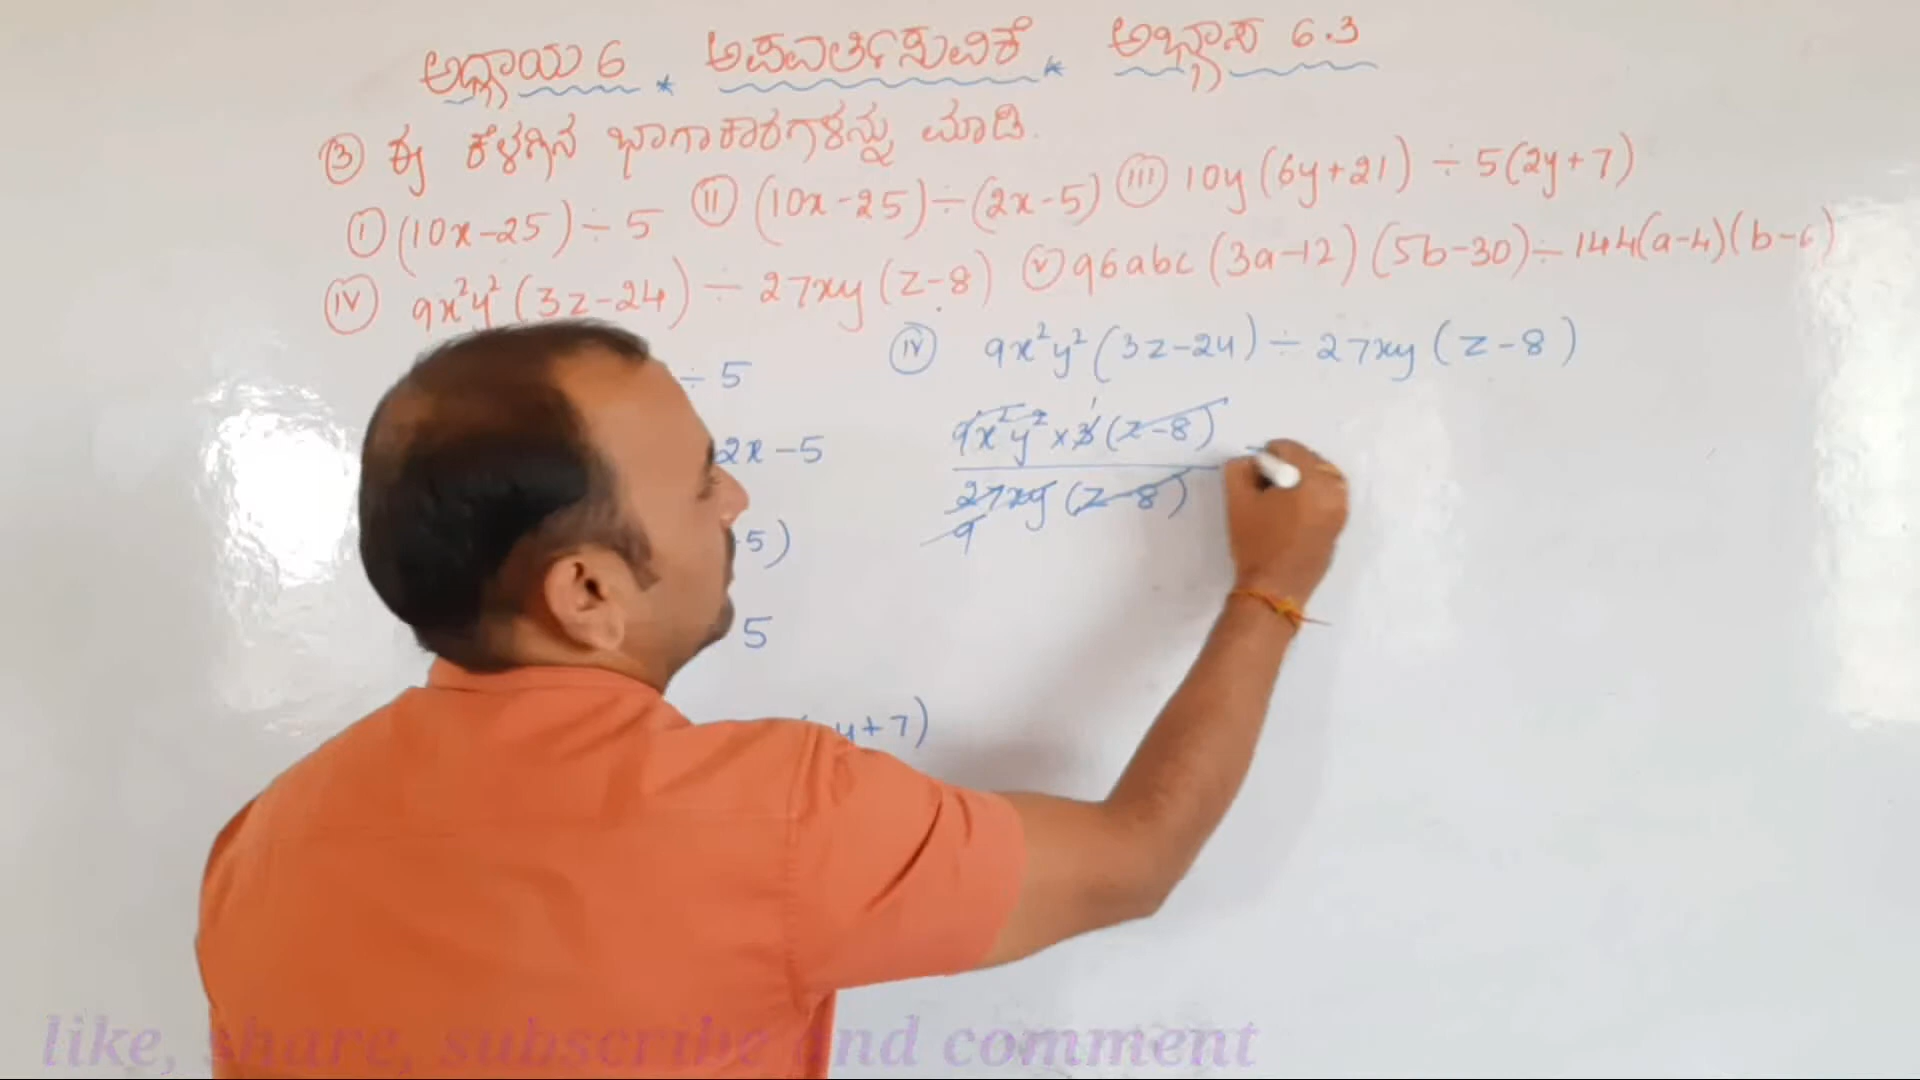 ಅಧ್ಯಾಯ 6 * ಅಪವರ್ತಿಸುವಿಕೆ * ಅಭ್ಯಾಸ 6.3
③ ಈ ಕೆಳಗಿನ ಭಾಗಾಕಾರಗಳನ್ನು ಮಾಡಿ.
Ⓘ (10x-25) ÷ 5 (II) (10x-25) ÷ (2x-5) (III) 10y (6y+21) ÷ 5(2y+7)
(IV) 9x²y² (3z-24) ÷ 27xy (z-8) (V) 96abc (3a-12) (5b-30) ÷ 144(a-4)(b-6)
÷ 5
2x - 5
5)
5
y+7)
(IV) 9x²y² (3z-24) ÷ 27xy (z-8)
9x²y² × 3 (z-8)
1
27xy (z-8)
9
like, share, subscribe and comment